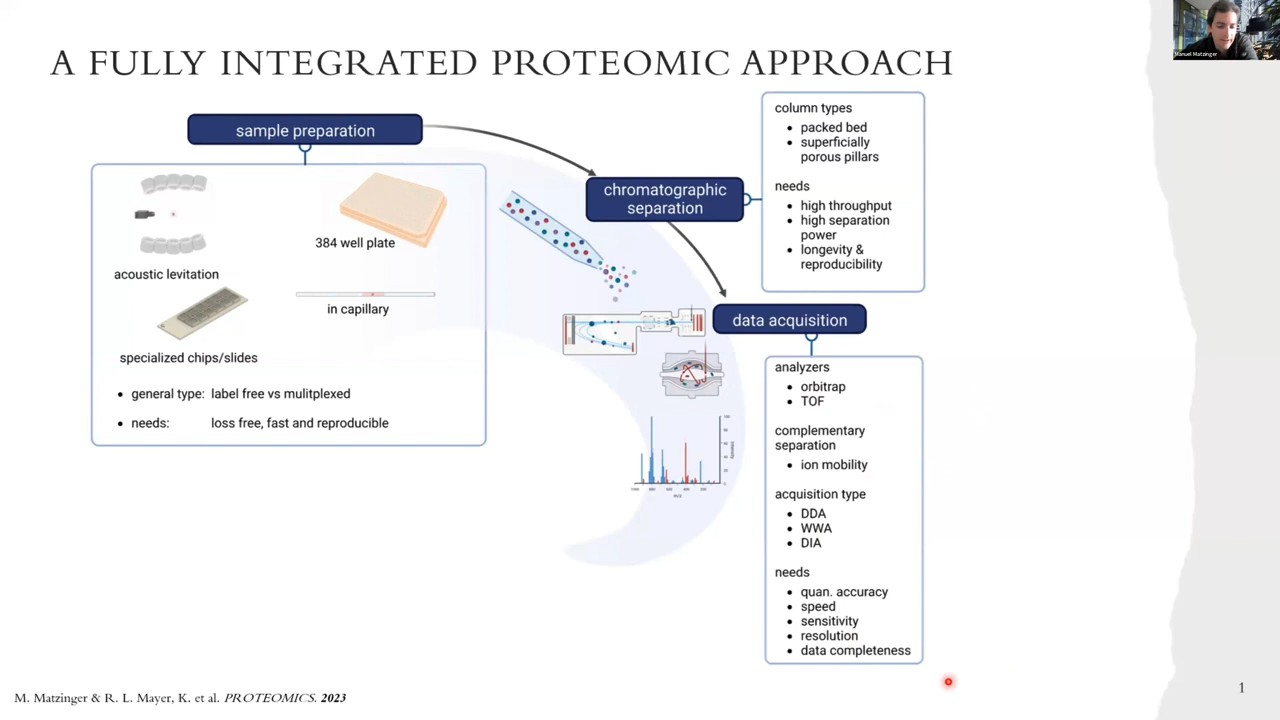 Manuel Matzinger
A FULLY INTEGRATED PROTEOMIC APPROACH
sample preparation
384 well plate
acoustic levitation
in capillary
specialized chips/slides
• general type: label free vs mulitplexed
• needs: loss free, fast and reproducible
chromatographic
separation
column types
• packed bed
• superficially
porous pillars
needs
• high throughput
• high separation
power
• longevity &
reproducibility
data acquisition
analyzers
• orbitrap
• TOF
complementary
separation
• ion mobility
acquisition type
• DDA
• WWA
• DIA
needs
• quan. accuracy
• speed
• sensitivity
• resolution
• data completeness
M. Matzinger & R. L. Mayer, K. et al. PROTEOMICS. 2023
1